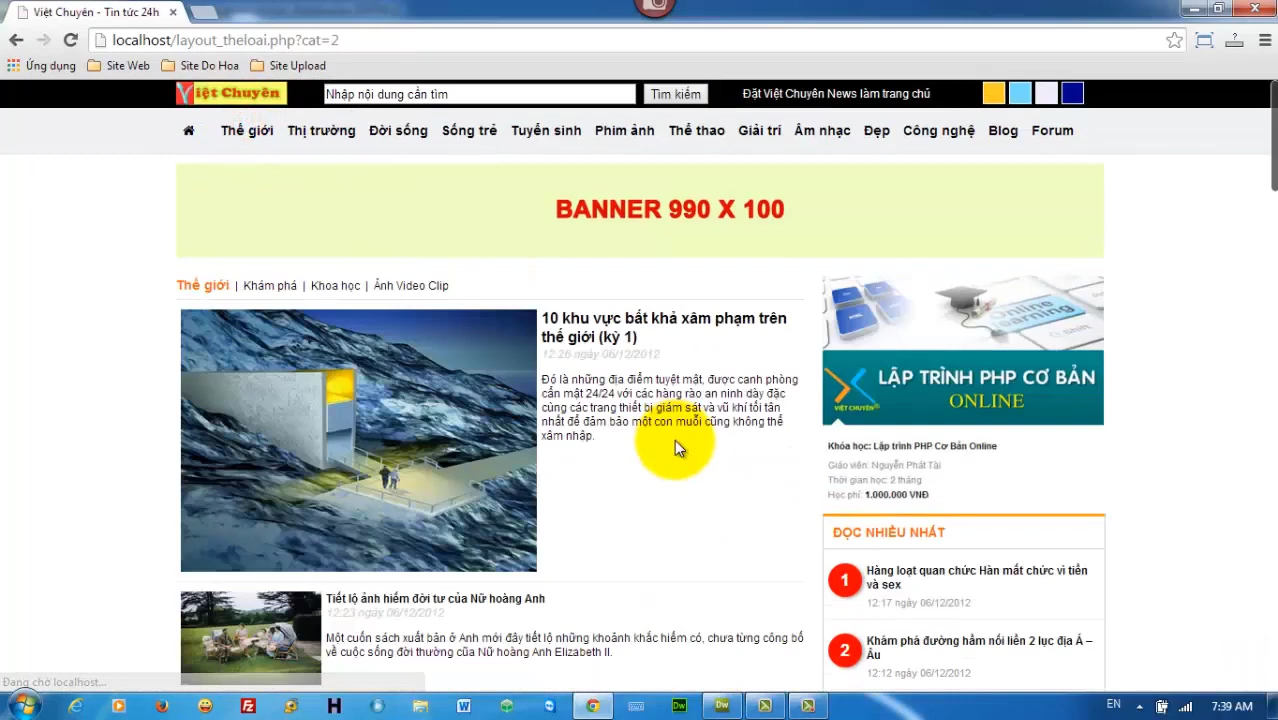 Việt Chuyên - Tin tức 24h
localhost/layout_theloai.php?cat=2
Ứng dụng Site Web Site Do Hoa Site Upload
Việt Chuyên Nhập nội dung cần tìm Tìm kiếm Đặt Việt Chuyên News làm trang chủ
Thế giới Thị trường Đời sống Sống trẻ Tuyển sinh Phim ảnh Thể thao Giải trí Âm nhạc Đẹp Công nghệ Blog Forum
BANNER 990 X 100
Thế giới | Khám phá | Khoa học | Ảnh Video Clip
10 khu vực bất khả xâm phạm trên
thế giới (kỳ 1)
12:26 ngày 06/12/2012
Đó là những địa điểm tuyệt mật, được canh phòng
cẩn mật 24/24 với các hàng rào an ninh dày đặc
cùng các trang thiết bị giám sát và vũ khí tối tân
nhất để đảm bảo một con muỗi cũng không thể
xâm nhập.
Tiết lộ ảnh hiếm đời tư của Nữ hoàng Anh
12:23 ngày 06/12/2012
Một cuốn sách xuất bản ở Anh mới đây tiết lộ những khoảnh khắc hiếm có, chưa từng công bố
về cuộc sống đời thường của Nữ hoàng Anh Elizabeth II.
Online
Learning
Shift
LẬP TRÌNH PHP CƠ BẢN
ONLINE
VIỆT CHUYÊN
Khóa học: Lập trình PHP Cơ Bản Online
Giáo viên: Nguyễn Phát Tài
Thời gian học: 2 tháng
Học phí: 1.000.000 VNĐ
ĐỌC NHIỀU NHẤT
1 Hàng loạt quan chức Hàn mất chức vì tiền
và sex
12:17 ngày 06/12/2012
2 Khám phá đường hầm nối liền 2 lục địa Á –
Âu
12:12 ngày 06/12/2012
Đang chờ localhost...
EN 7:39 AM